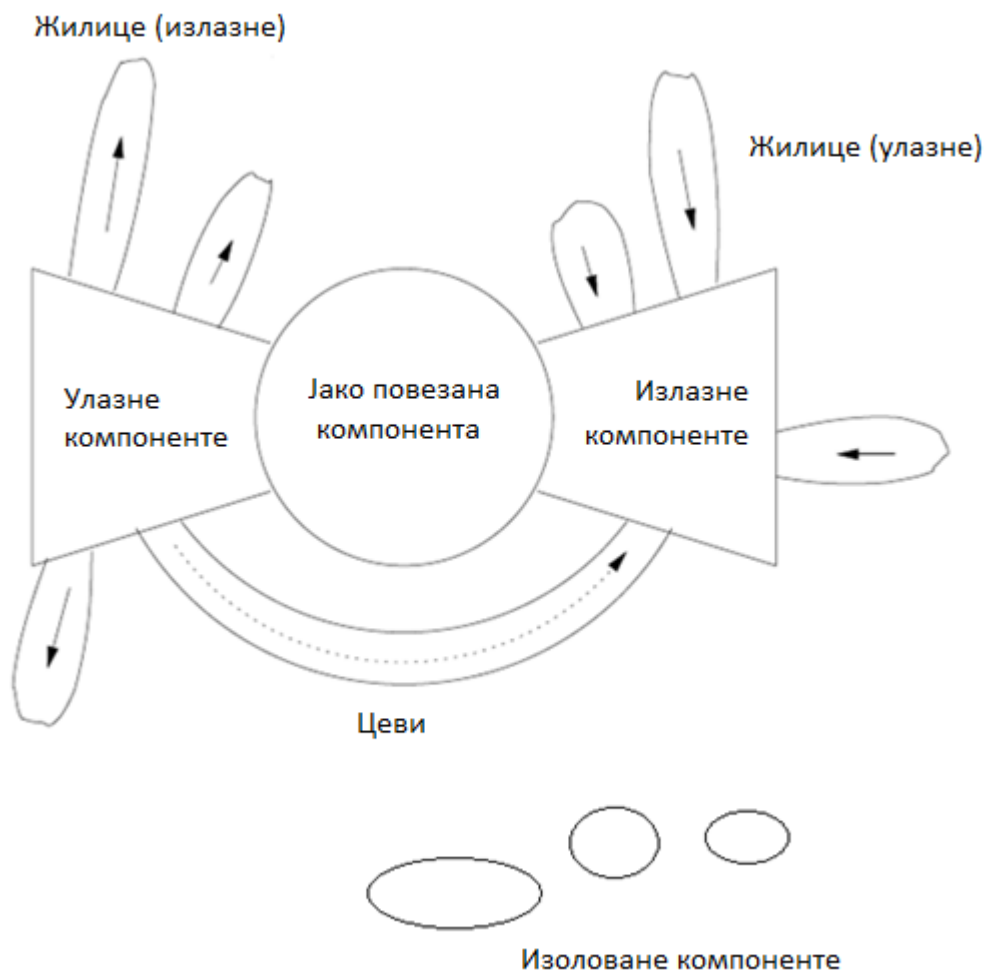 Жилице (излазне)
Жилице (улазне)
Улазне
компоненте
Јако повезана
компонента
Излазне
компоненте
Цеви
Изоловане компоненте